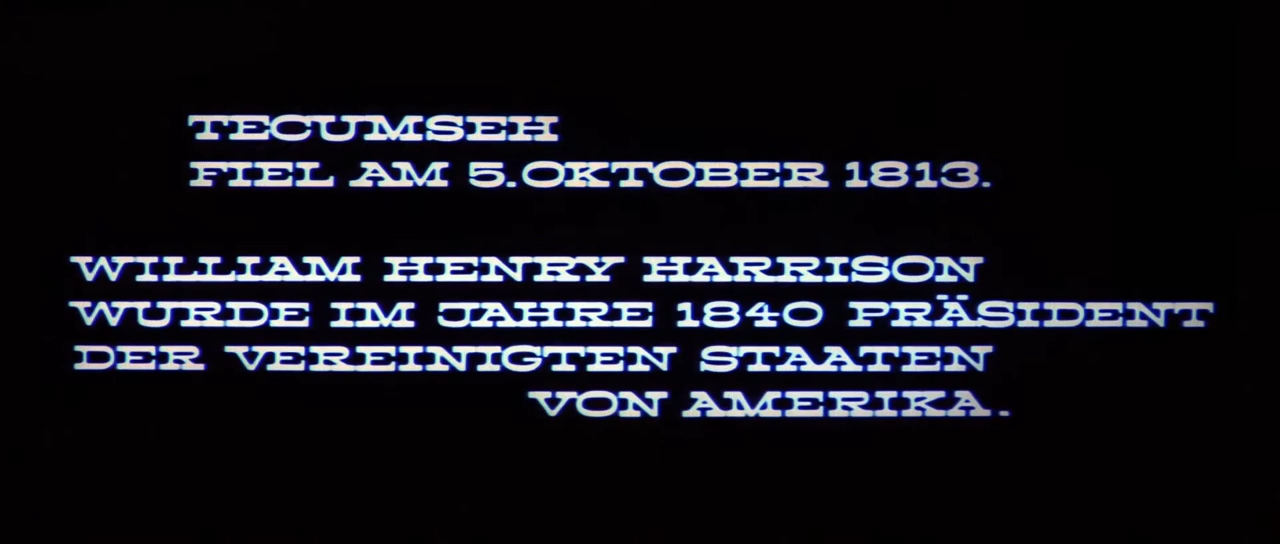 TECUMSEH
FIEL AM 5.OKTOBER 1813.
WILLIAM HENRY HARRISON
WURDE IM JAHRE 1840 PRÄSIDENT
DER VEREINIGTEN STAATEN
VON AMERIKA.